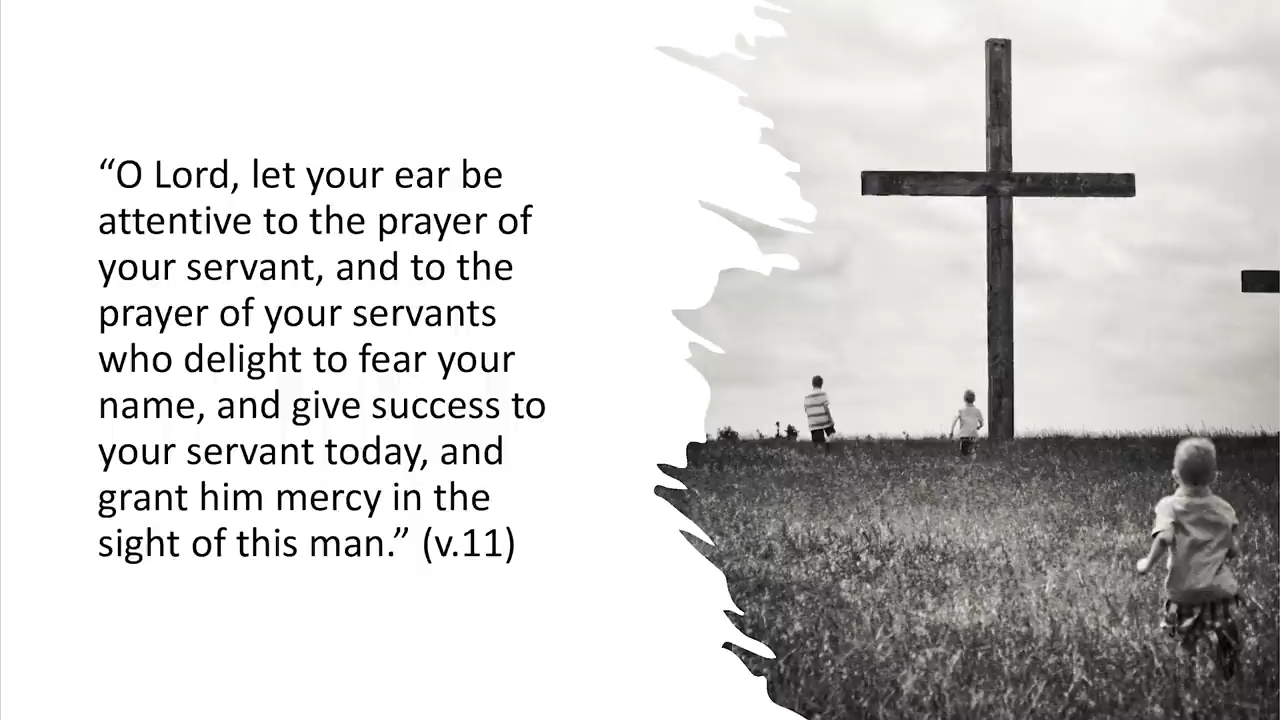 “O Lord, let your ear be
attentive to the prayer of
your servant, and to the
prayer of your servants
who delight to fear your
name, and give success to
your servant today, and
grant him mercy in the
sight of this man.” (v.11)